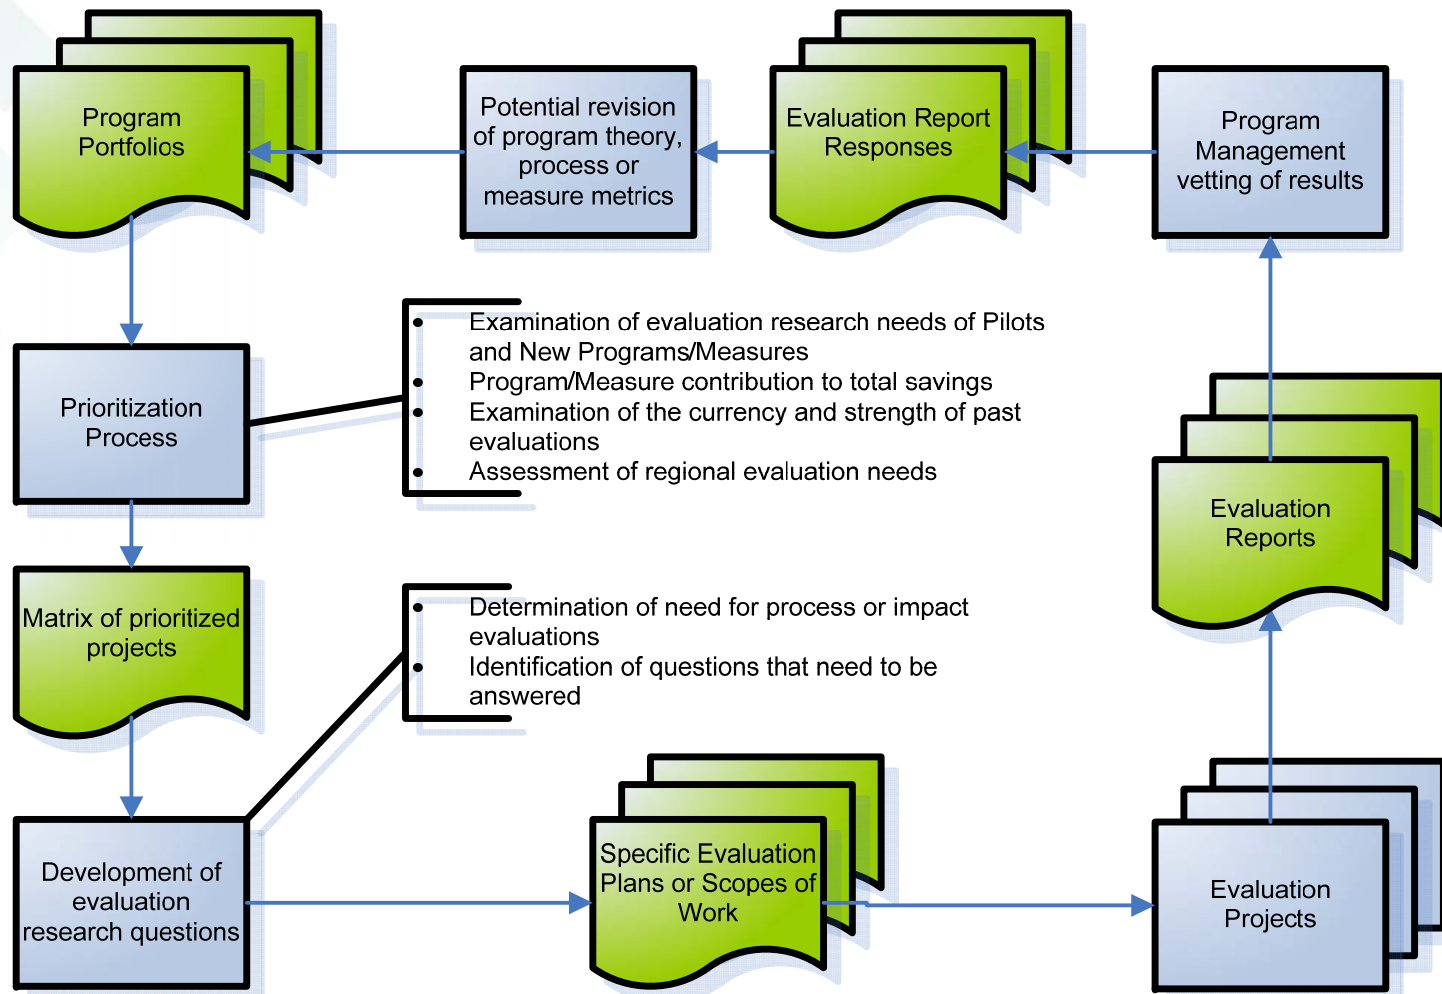 Program
Portfolios
Potential revision
of program theory,
process or
measure metrics
Evaluation Report
Responses
Program
Management
vetting of results
Prioritization
Process
• Examination of evaluation research needs of Pilots
and New Programs/Measures
• Program/Measure contribution to total savings
• Examination of the currency and strength of past
evaluations
• Assessment of regional evaluation needs
Evaluation
Reports
Matrix of prioritized
projects
• Determination of need for process or impact
evaluations
• Identification of questions that need to be
answered
Development of
evaluation
research questions
Specific Evaluation
Plans or Scopes of
Work
Evaluation
Projects